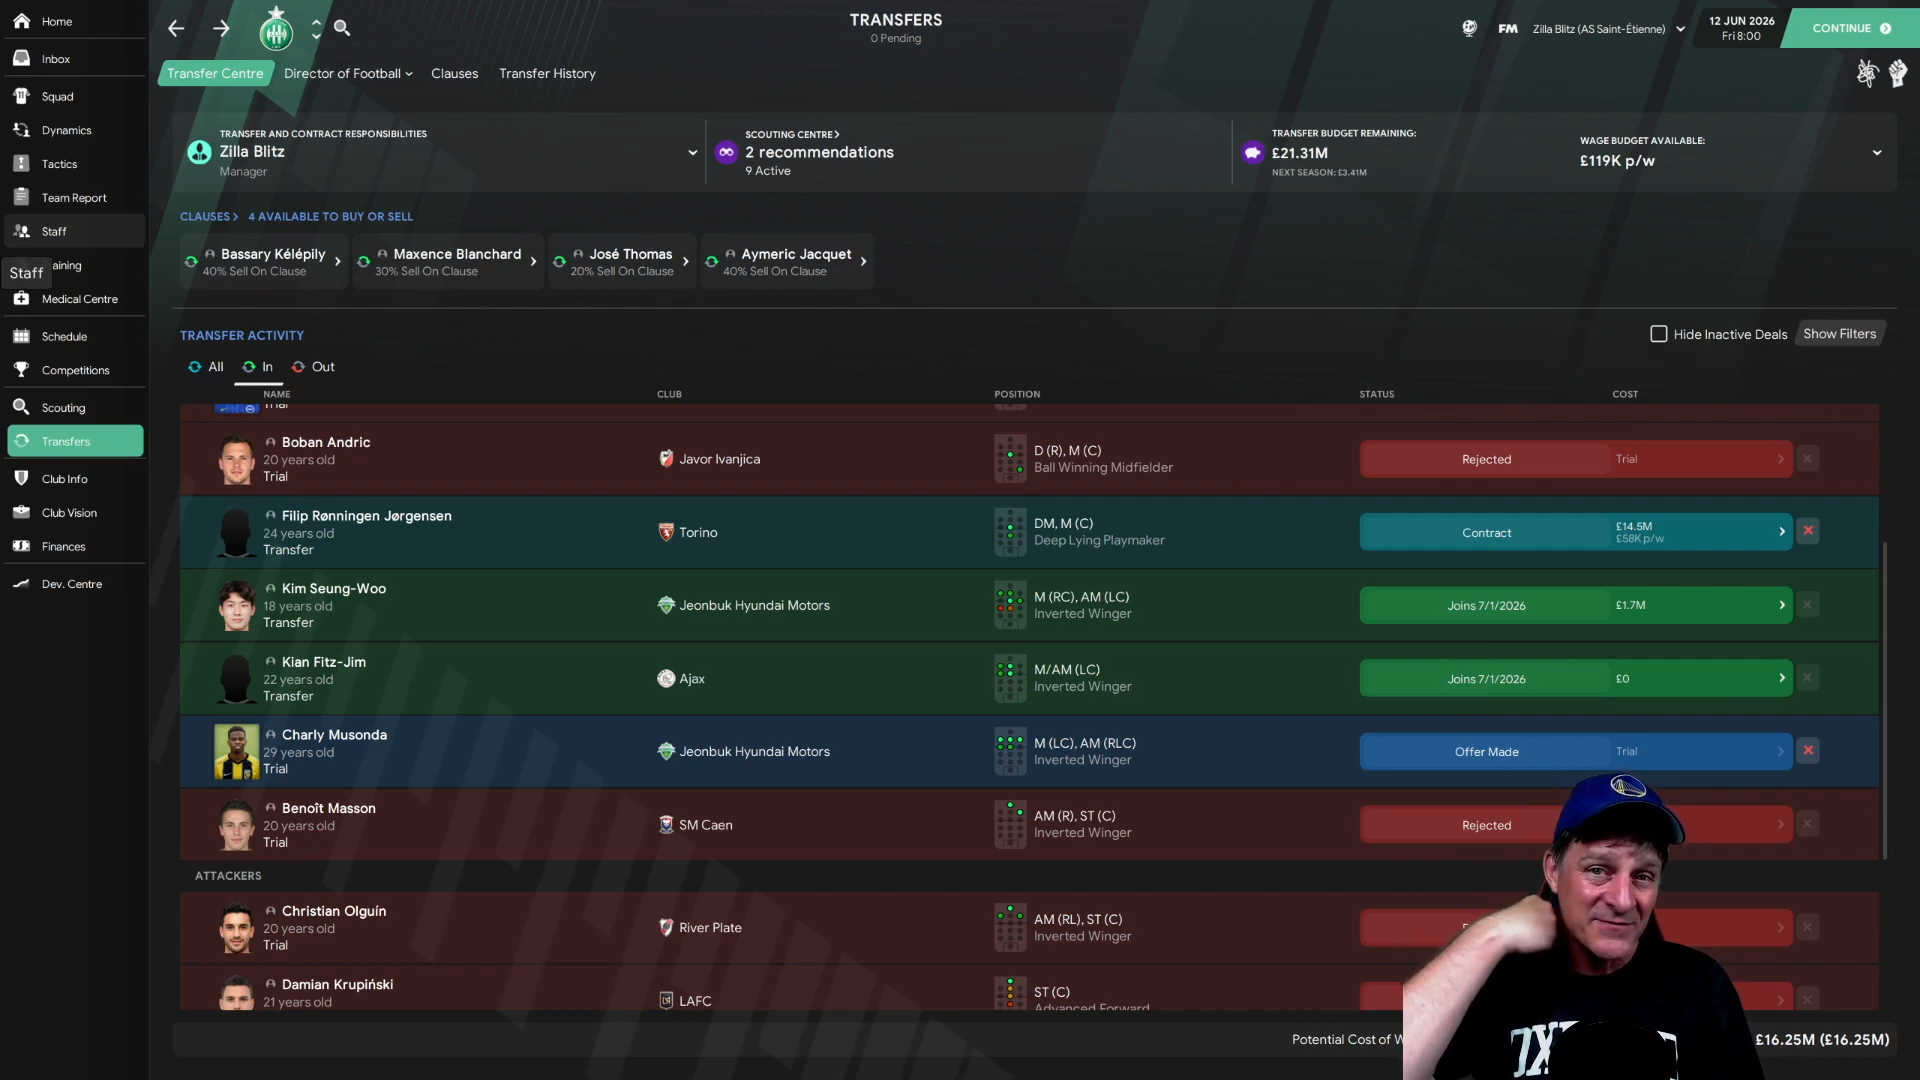 Home
Inbox
Squad
Dynamics
Tactics
Team Report
Staff
Staff
aining
Medical Centre
Schedule
Competitions
Scouting
Transfers
Club Info
Club Vision
Finances
Dev. Centre
TRANSFERS
0 Pending
FM
Zilla Blitz (AS Saint-Étienne)
12 JUN 2026
Fri 8:00
CONTINUE
Transfer Centre
Director of Football
Clauses
Transfer History
TRANSFER AND CONTRACT RESPONSIBILITIES
Zilla Blitz
Manager
SCOUTING CENTRE
2 recommendations
9 Active
TRANSFER BUDGET REMAINING:
£21.31M
NEXT SEASON: £3.41M
WAGE BUDGET AVAILABLE:
£119K p/w
CLAUSES 4 AVAILABLE TO BUY OR SELL
Bassary Kélépily
40% Sell On Clause
Maxence Blanchard
30% Sell On Clause
José Thomas
20% Sell On Clause
Aymeric Jacquet
40% Sell On Clause
TRANSFER ACTIVITY
Hide Inactive Deals
Show Filters
All
In
Out
NAME CLUB POSITION STATUS COST
Trial
Boban Andric
20 years old
Trial
Javor Ivanjica
D (R), M (C)
Ball Winning Midfielder
Rejected
Trial
Filip Rønningen Jørgensen
24 years old
Transfer
Torino
DM, M (C)
Deep Lying Playmaker
Contract
£14.5M
£58K p/w
Kim Seung-Woo
18 years old
Transfer
Jeonbuk Hyundai Motors
M (RC), AM (LC)
Inverted Winger
Joins 7/1/2026
£1.7M
Kian Fitz-Jim
22 years old
Transfer
Ajax
M/AM (LC)
Inverted Winger
Joins 7/1/2026
£0
Charly Musonda
29 years old
Trial
Jeonbuk Hyundai Motors
M (LC), AM (RLC)
Inverted Winger
Offer Made
Trial
Benoît Masson
20 years old
Trial
SM Caen
AM (R), ST (C)
Inverted Winger
Rejected
ATTACKERS
Christian Olguín
20 years old
Trial
River Plate
AM (RL), ST (C)
Inverted Winger
Damian Krupiński
21 years old
LAFC
ST (C)
Advanced Forward
Potential Cost of
£16.25M (£16.25M)